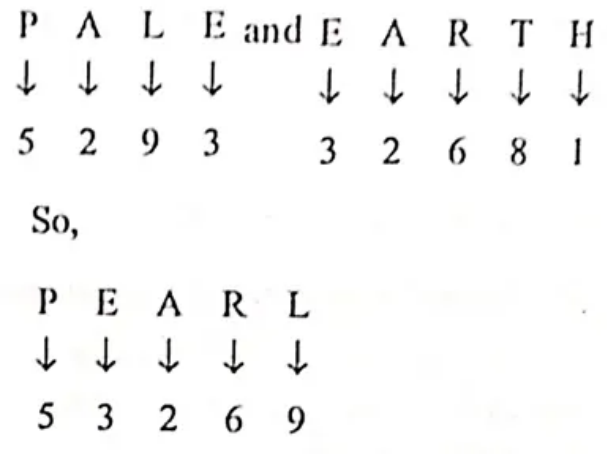 P A L E and E A R T H
↓ ↓ ↓ ↓ ↓ ↓ ↓ ↓ ↓
5 2 9 3 3 2 6 8 1
So,
P E A R L
↓ ↓ ↓ ↓ ↓
5 3 2 6 9